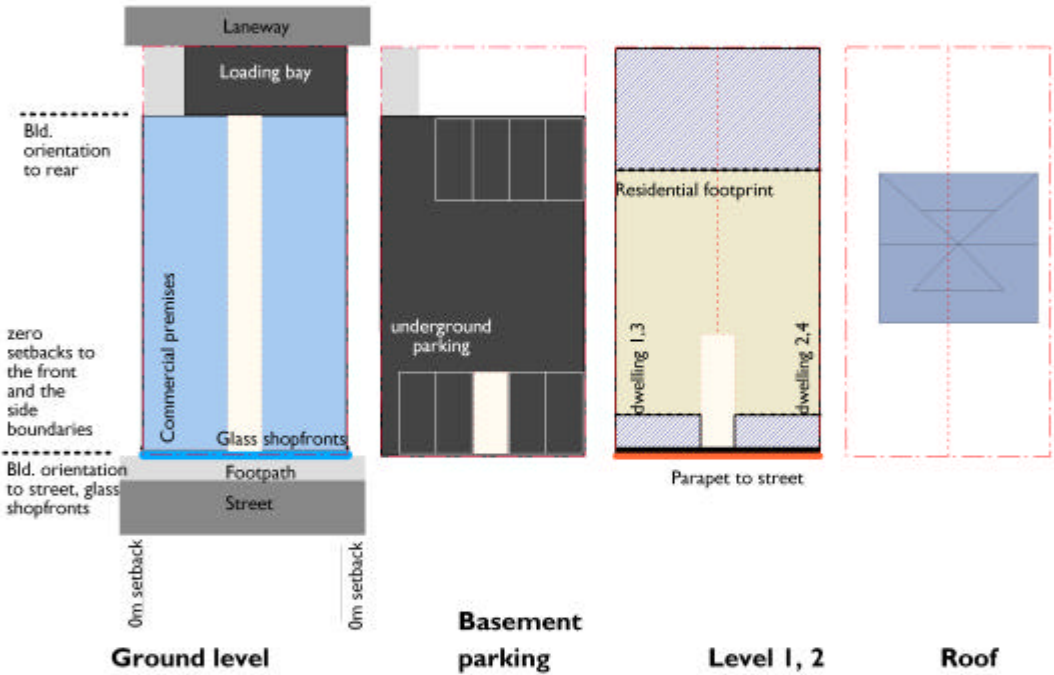 Laneway
Loading bay
Bld.
orientation
to rear
Commercial premises
zero
setbacks to
the front
and the
side
boundaries
Glass shopfronts
Bld. orientation
to street, glass
shopfronts
Footpath
Street
0m setback
0m setback
Ground level
underground
parking
Basement
parking
Residential footprint
dwelling 1,3
dwelling 2,4
Parapet to street
Level 1, 2
Roof